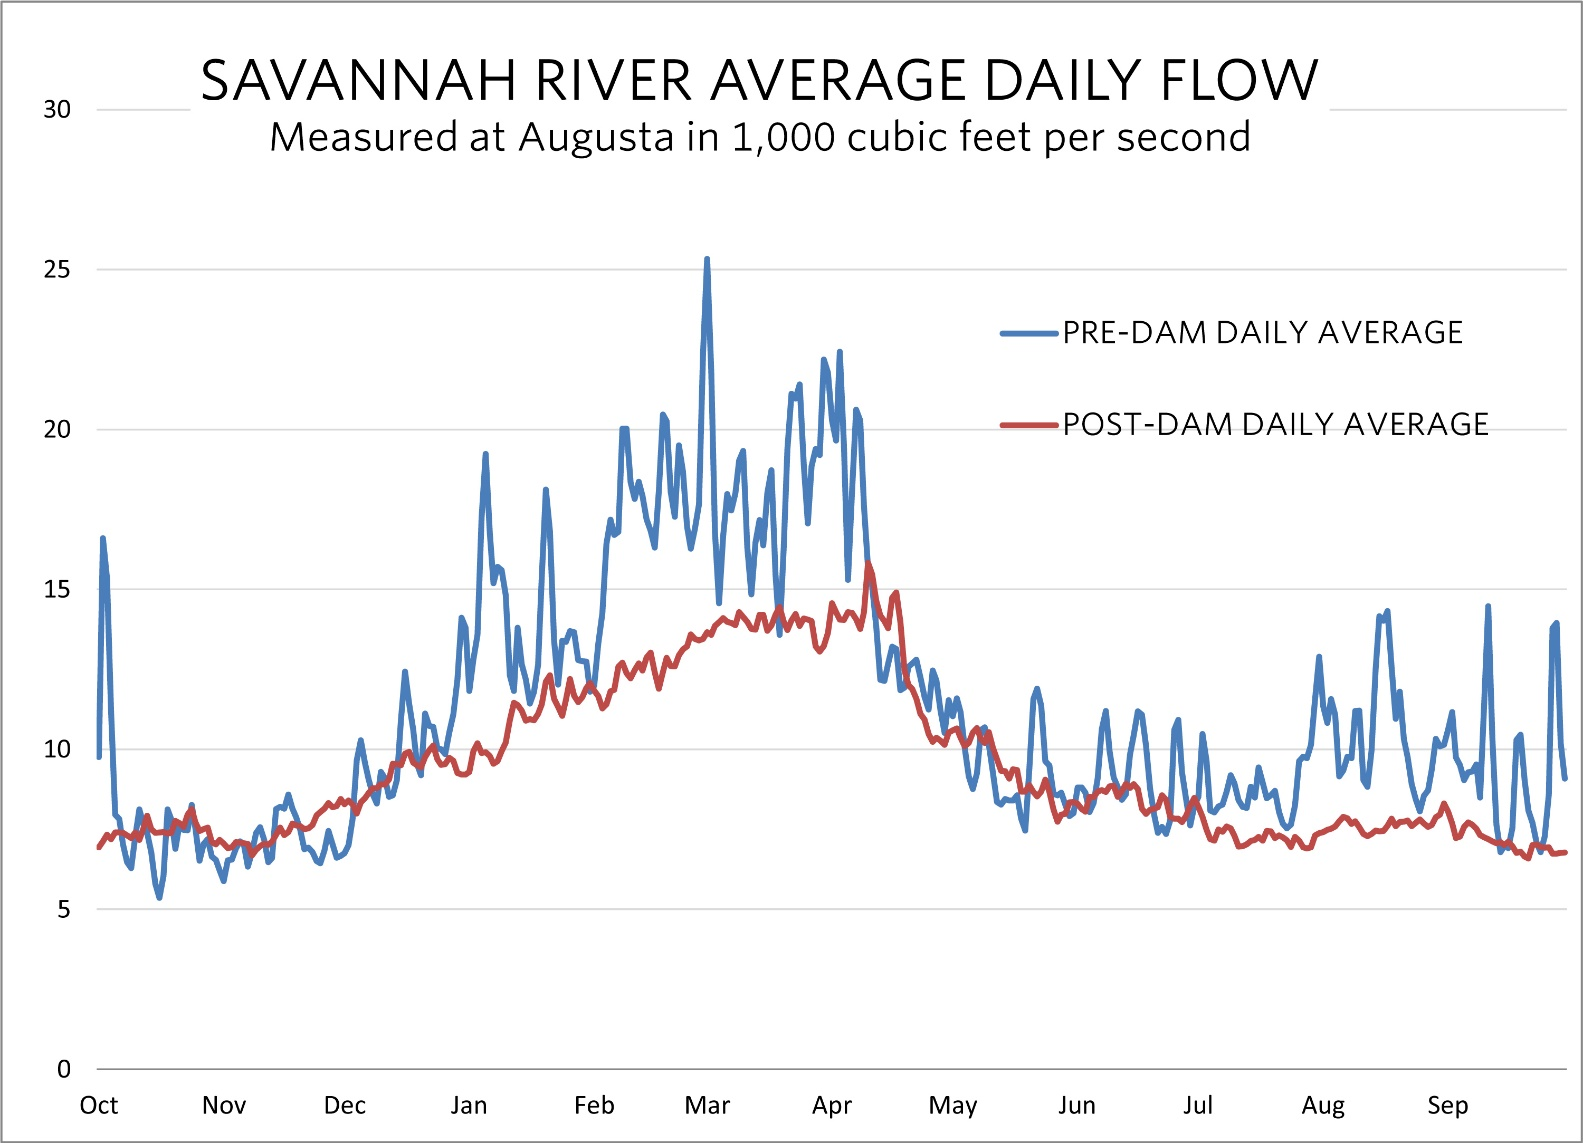 SAVANNAH RIVER AVERAGE DAILY FLOW
Measured at Augusta in 1,000 cubic feet per second
30
25
20
15
10
5
0
PRE-DAM DAILY AVERAGE
POST-DAM DAILY AVERAGE
Oct Nov Dec Jan Feb Mar Apr May Jun Jul Aug Sep